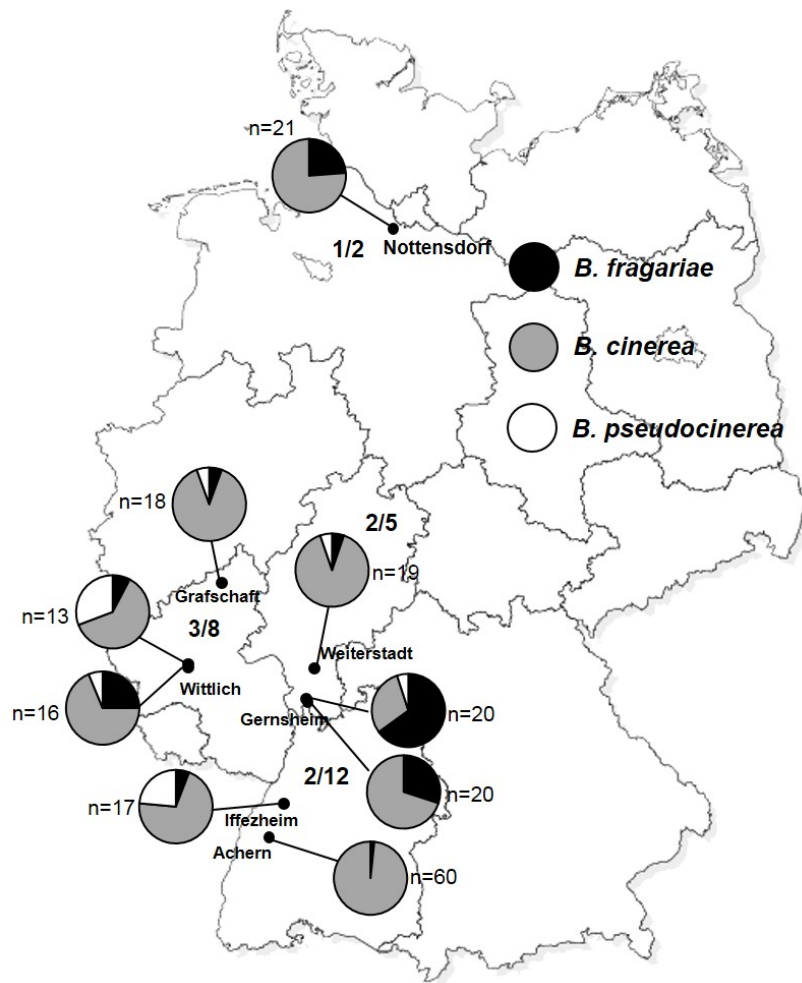 n=21
1/2
Nottensdorf
B. fragariae
B. cinerea
B. pseudocinerea
n=18
2/5
n=19
Grafschaft
n=13
3/8
Weiterstadt
Wittlich
n=16
Gernsheim
n=20
2/12
n=20
n=17
Iffezheim
Achern
n=60